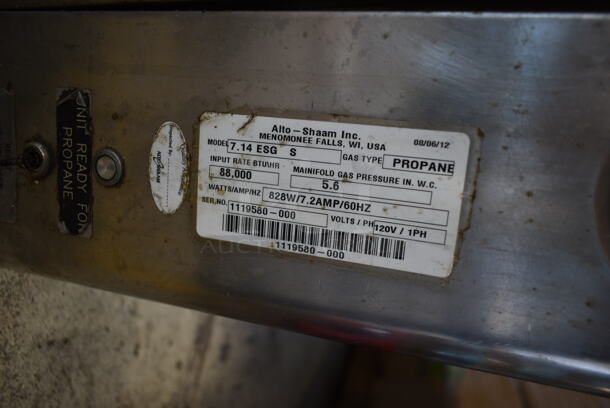 Alto-Shaam Inc.
MENOMONEE FALLS, WI, USA 08/06/12
MODEL 7.14 ESG S GAS TYPE PROPANE
INPUT RATE BTU/HR MANIFOLD GAS PRESSURE IN. W.C.
88,000 5.6
WATTS/AMP/HZ 828W/7.2AMP/60HZ
SER.NO. 1119580-000 VOLTS / PH 120V / 1PH
1119580-000
UNIT READY FOR
PROPANE